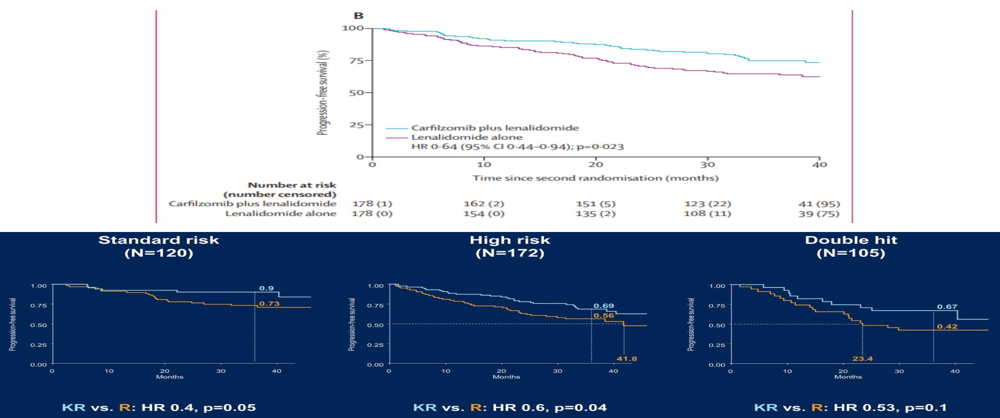 B
100
75
50
25
0
Progression-free survival (%)
Carfilzomib plus lenalidomide
Lenalidomide alone
HR 0·64 (95% CI 0·44–0·94); p=0·023
0 10 20 30 40
Time since second randomisation (months)
Number at risk
(number censored)
Carfilzomib plus lenalidomide 178 (1) 162 (2) 151 (5) 123 (22) 41 (95)
Lenalidomide alone 178 (0) 154 (0) 135 (2) 108 (11) 39 (75)
Standard risk
(N=120)
Progression-free survival
1.00
0.75
0.50
0.25
0.00
0.9
0.73
0 10 20 30 40
Months
KR vs. R: HR 0.4, p=0.05
High risk
(N=172)
Progression-free survival
1.00
0.75
0.50
0.25
0.00
0.69
0.56
41.8
0 10 20 30 40
Months
KR vs. R: HR 0.6, p=0.04
Double hit
(N=105)
Progression-free survival
1.00
0.75
0.50
0.25
0.00
0.67
0.42
23.4
0 10 20 30 40
Months
KR vs. R: HR 0.53, p=0.1